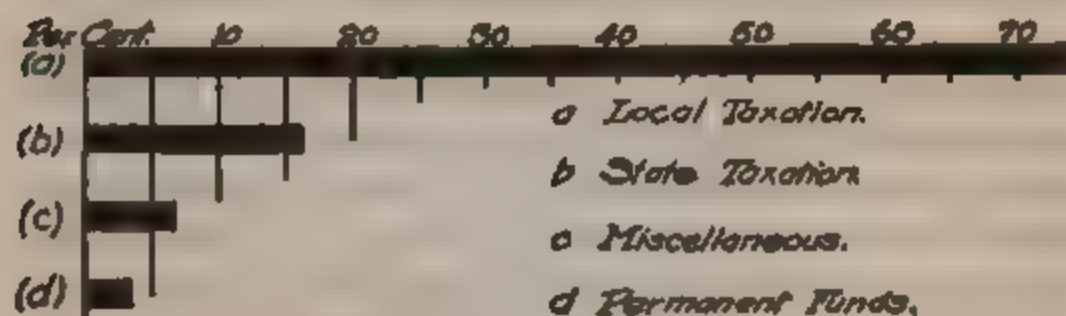 Per Cent. 10 20 30 40 50 60 70
(a)
a Local Taxation.
(b)
b State Taxation
(c)
c Miscellaneous.
(d)
d Permanent Funds.